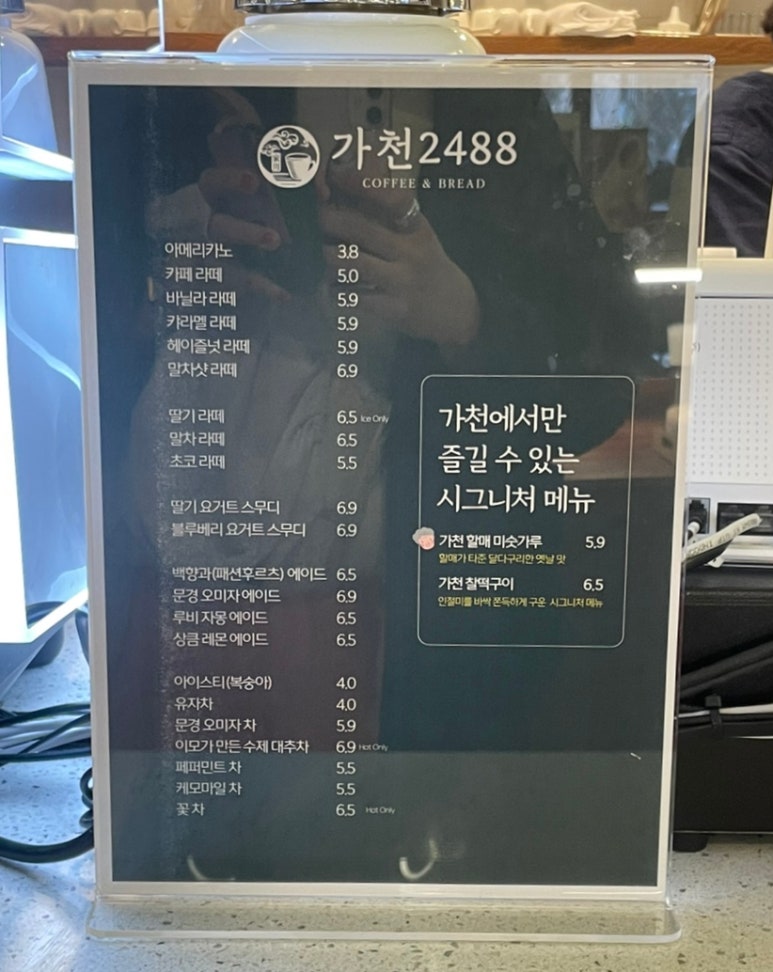 가천2488
COFFEE & BREAD
아메리카노 3.8
카페 라떼 5.0
바닐라 라떼 5.9
캬라멜 라떼 5.9
헤이즐넛 라떼 5.9
말차샷 라떼 6.9
딸기 라떼 6.5 Ice Only
말차 라떼 6.5
초코 라떼 5.5
딸기 요거트 스무디 6.9
블루베리 요거트 스무디 6.9
백향과(패션후르츠) 에이드 6.5
문경 오미자 에이드 6.9
루비 자몽 에이드 6.5
상큼 레몬 에이드 6.5
아이스티(복숭아) 4.0
유자차 4.0
문경 오미자 차 5.9
이모가 만든 수제 대추차 6.9 Hot Only
페퍼민트 차 5.5
케모마일 차 5.5
꽃 차 6.5 Hot Only
가천에서만
즐길 수 있는
시그니처 메뉴
가천 할매 미숫가루 5.9
할매가 타준 달다구리한 옛날 맛
가천 찰떡구이 6.5
인절미를 바싹 쫀득하게 구운 시그니처 메뉴